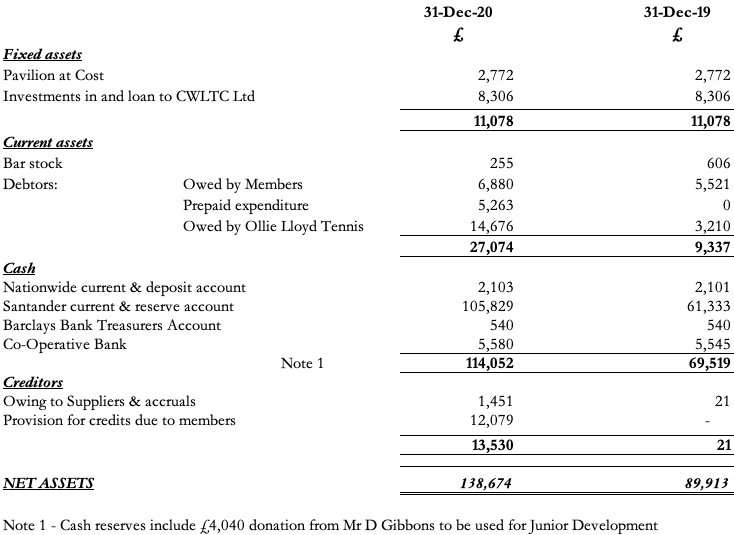 31-Dec-20 31-Dec-19
£ £
Fixed assets
Pavilion at Cost 2,772 2,772
Investments in and loan to CWLTC Ltd 8,306 8,306
11,078 11,078
Current assets
Bar stock 255 606
Debtors: Owed by Members 6,880 5,521
Prepaid expenditure 5,263 0
Owed by Ollie Lloyd Tennis 14,676 3,210
27,074 9,337
Cash
Nationwide current & deposit account 2,103 2,101
Santander current & reserve account 105,829 61,333
Barclays Bank Treasurers Account 540 540
Co-Operative Bank 5,580 5,545
Note 1 114,052 69,519
Creditors
Owing to Suppliers & accruals 1,451 21
Provision for credits due to members 12,079 -
13,530 21
NET ASSETS 138,674 89,913
Note 1 - Cash reserves include £4,040 donation from Mr D Gibbons to be used for Junior Development